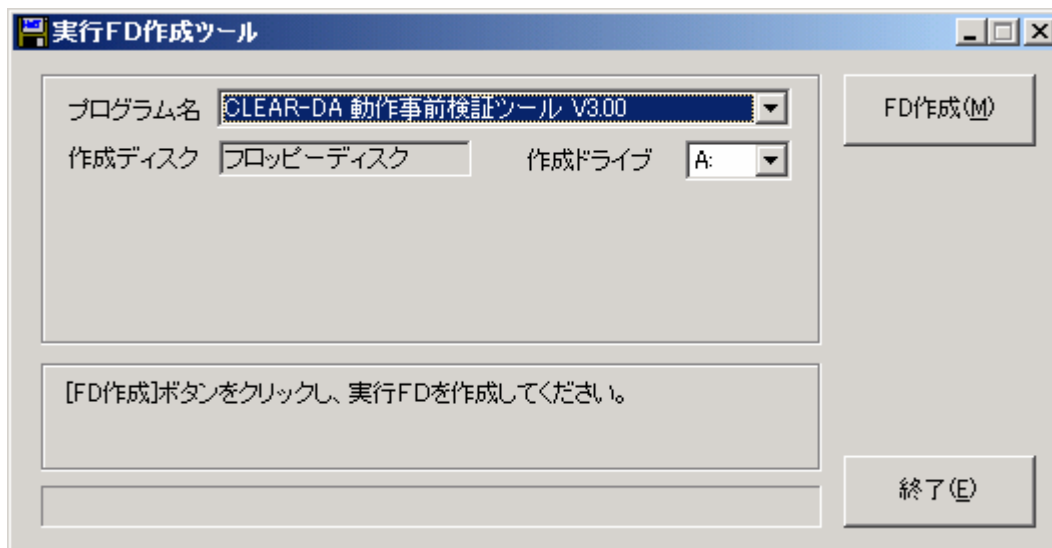 実行FD作成ツール
プログラム名 CLEAR-DA 動作事前検証ツール V3.00
FD作成(M)
作成ディスク フロッピーディスク 作成ドライブ A:
[FD作成]ボタンをクリックし、実行FDを作成してください。
終了(E)